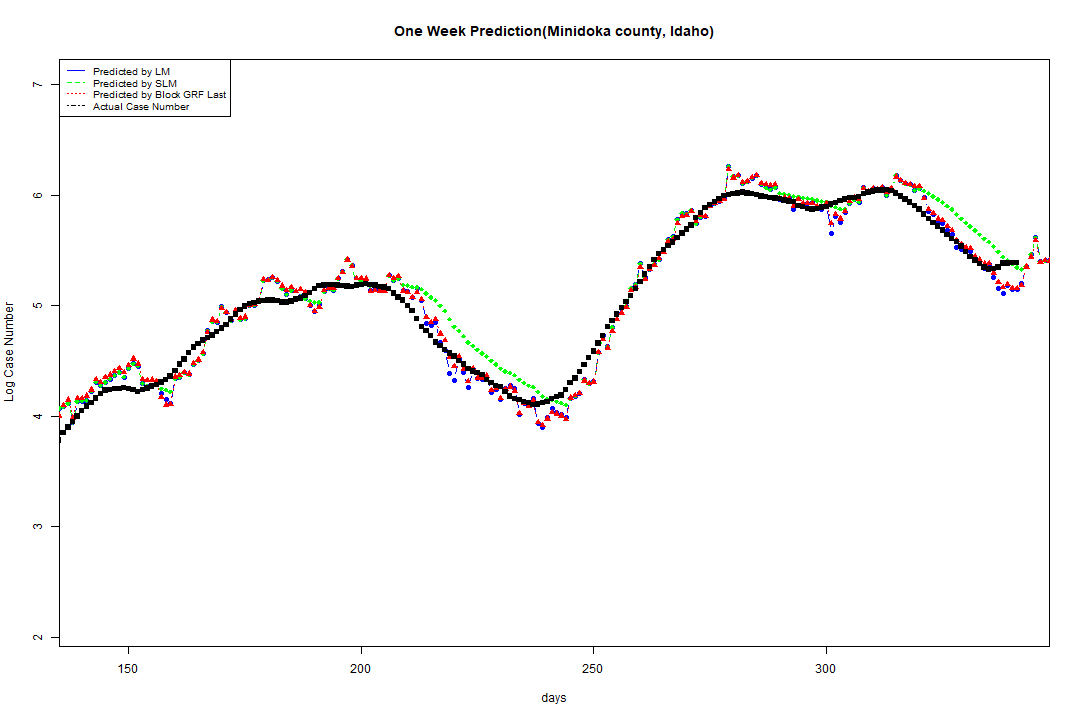 One Week Prediction(Minidoka county, Idaho)
Predicted by LM
Predicted by SLM
Predicted by Block GRF Last
Actual Case Number
7
6
5
4
3
2
Log Case Number
150 200 250 300
days